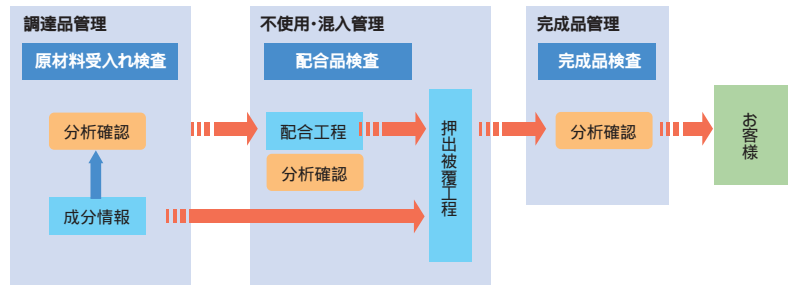 調達品管理
原材料受入れ検査
分析確認
成分情報
不使用・混入管理
配合品検査
配合工程
分析確認
押出被覆工程
完成品管理
完成品検査
分析確認
お客様